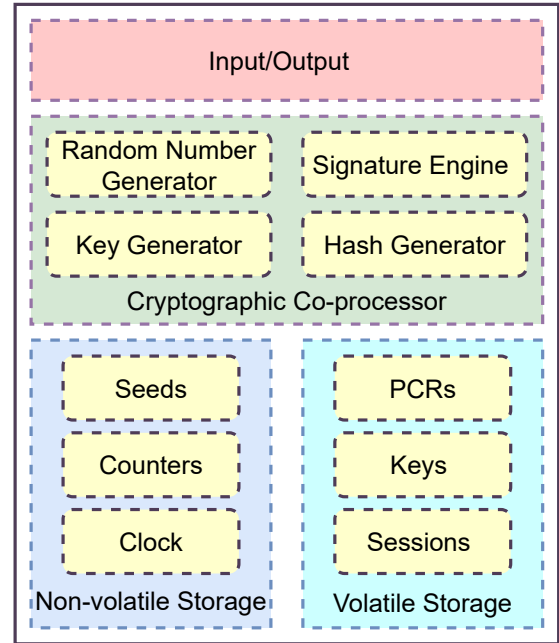 Input/Output
Random Number
Generator
Signature Engine
Key Generator
Hash Generator
Cryptographic Co-processor
Seeds
Counters
Clock
Non-volatile Storage
PCRs
Keys
Sessions
Volatile Storage